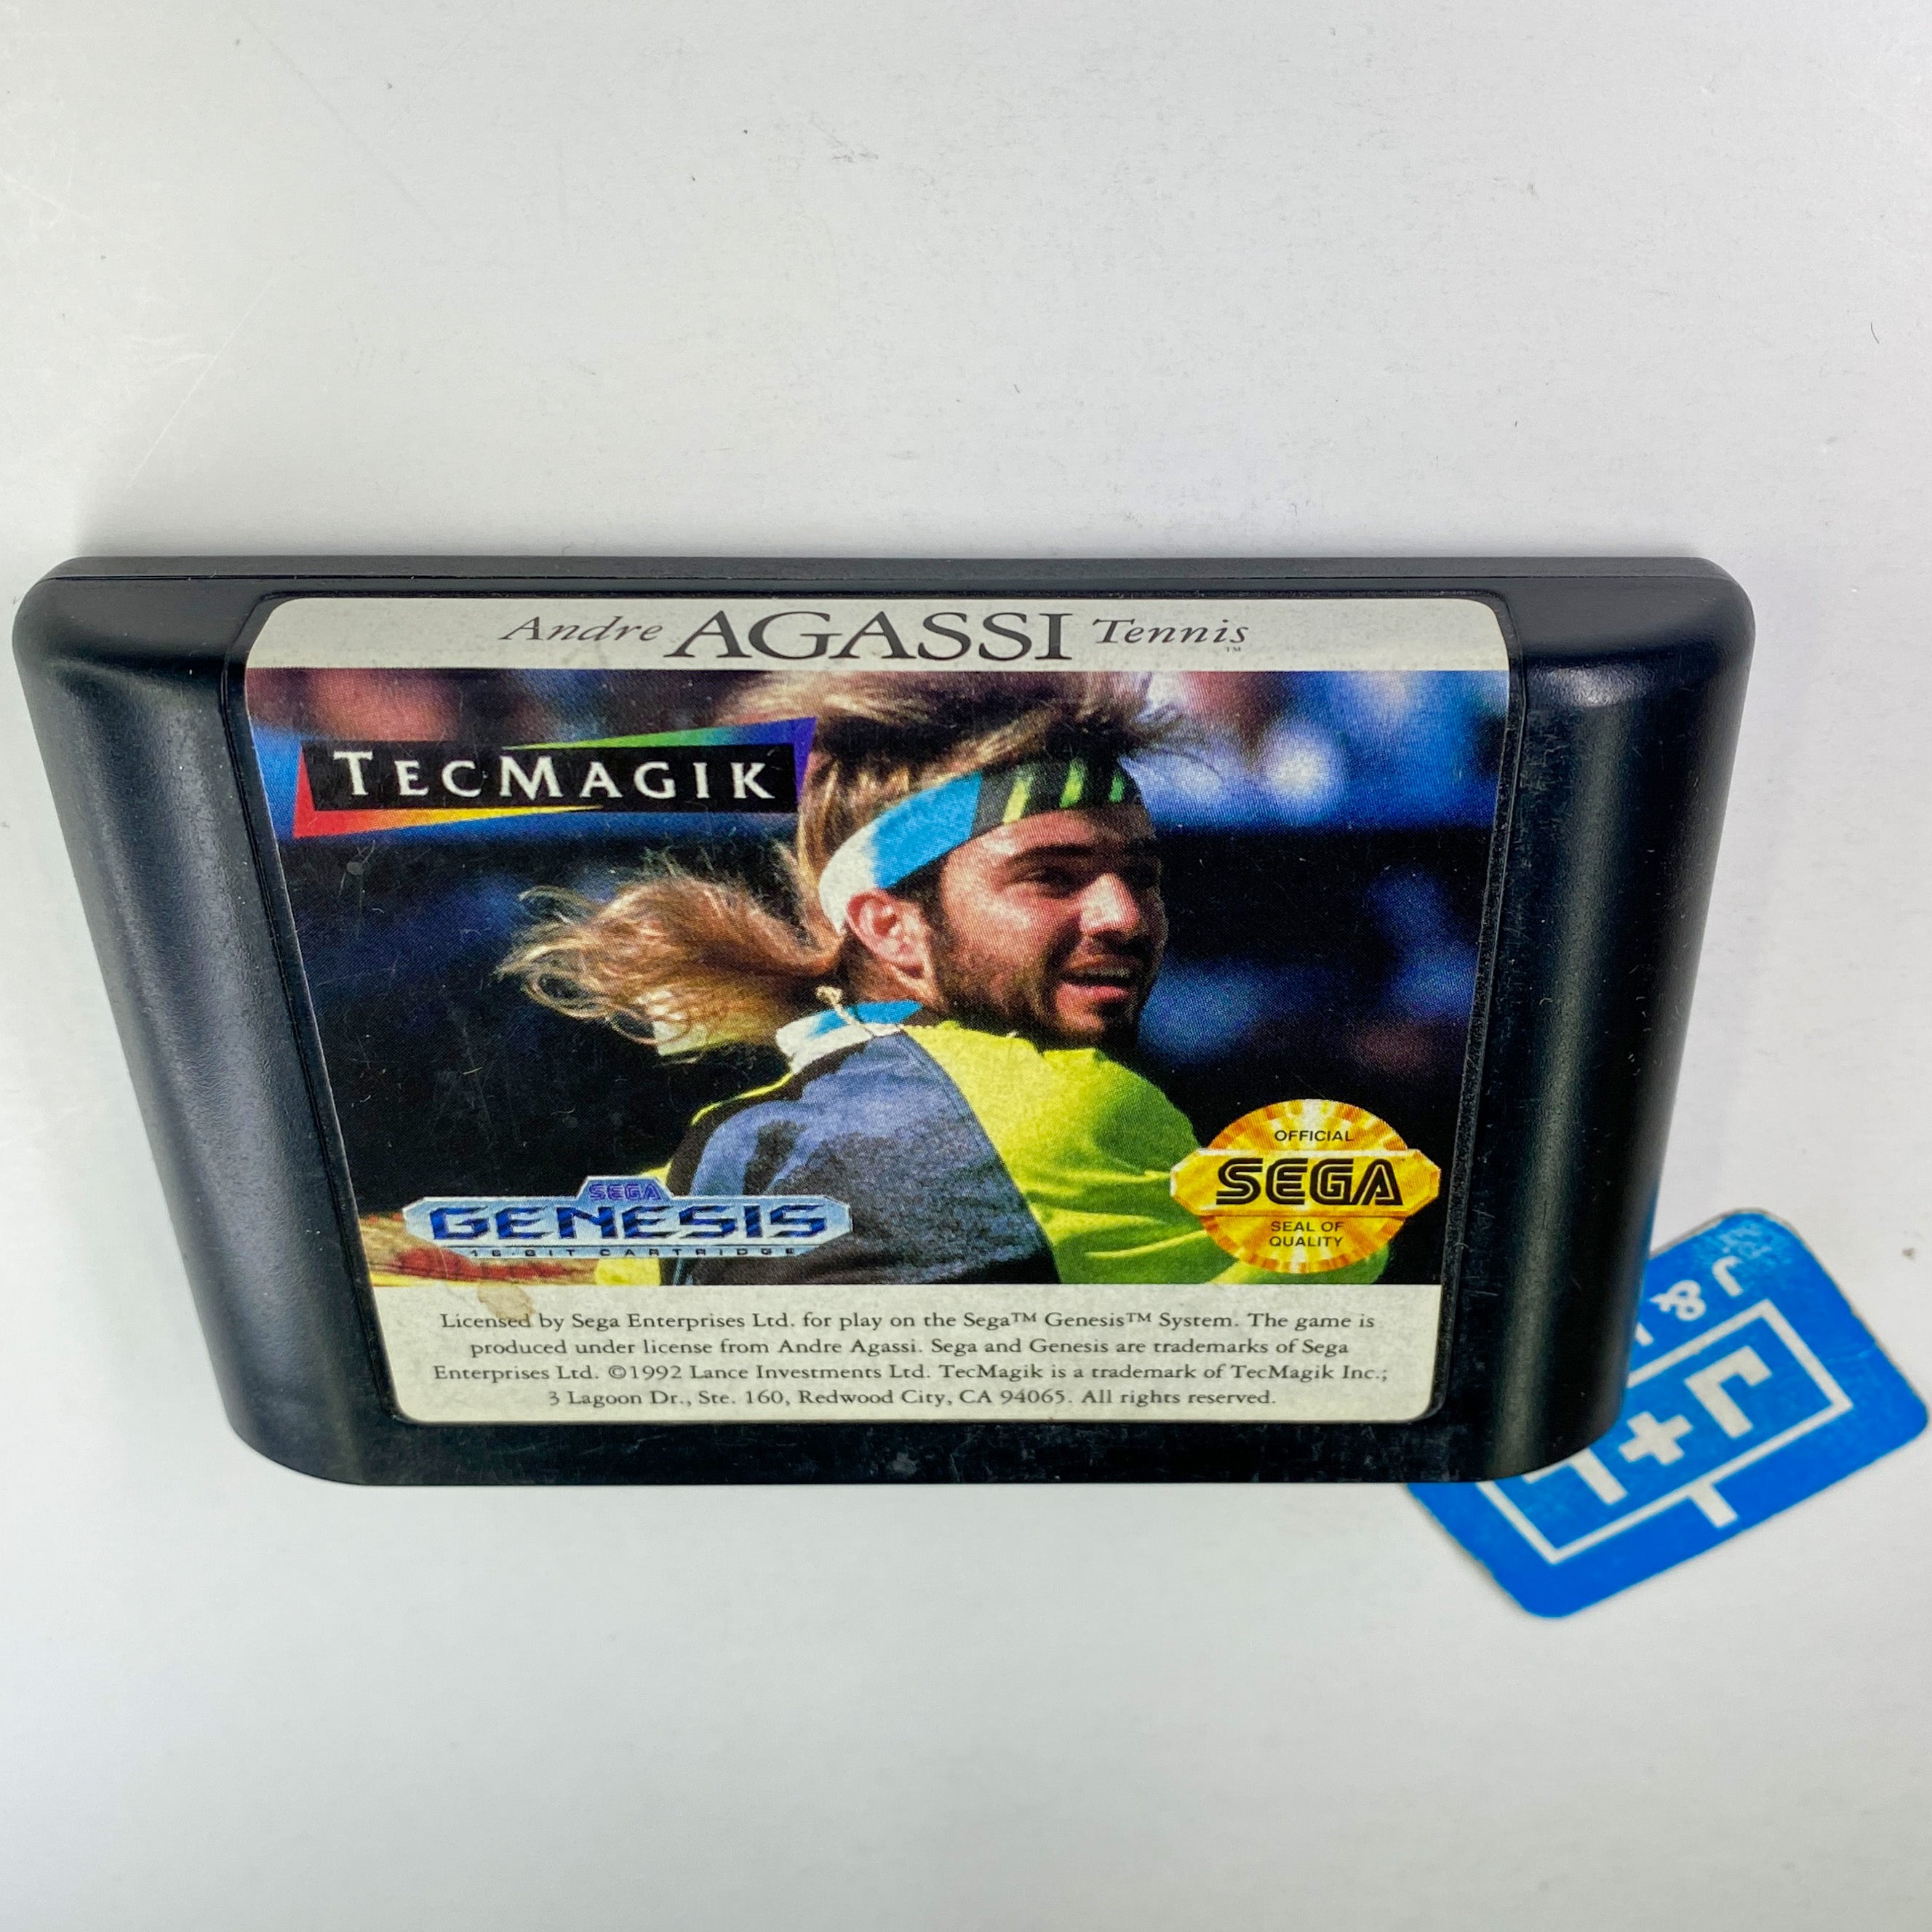 Andre AGASSI Tennis™
TECMAGIK
SEGA
GENESIS
16-BIT CARTRIDGE
OFFICIAL
SEGA
SEAL OF
QUALITY
Licensed by Sega Enterprises Ltd. for play on the Sega™ Genesis™ System. The game is
produced under license from Andre Agassi. Sega and Genesis are trademarks of Sega
Enterprises Ltd. ©1992 Lance Investments Ltd. TecMagik is a trademark of TecMagik Inc.;
3 Lagoon Dr., Ste. 160, Redwood City, CA 94065. All rights reserved.